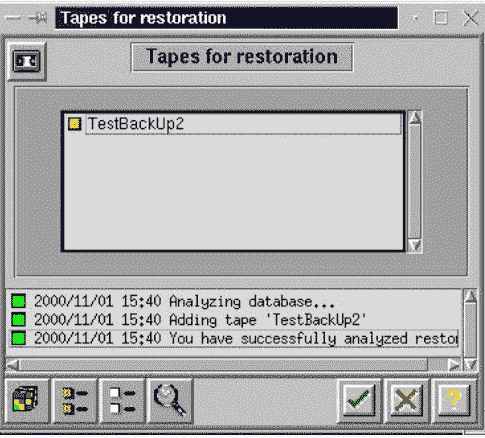 Tapes for restoration
Tapes for restoration
TestBackUp2
2000/11/01 15:40 Analyzing database...
2000/11/01 15:40 Adding tape 'TestBackUp2'
2000/11/01 15:40 You have successfully analyzed restor
?